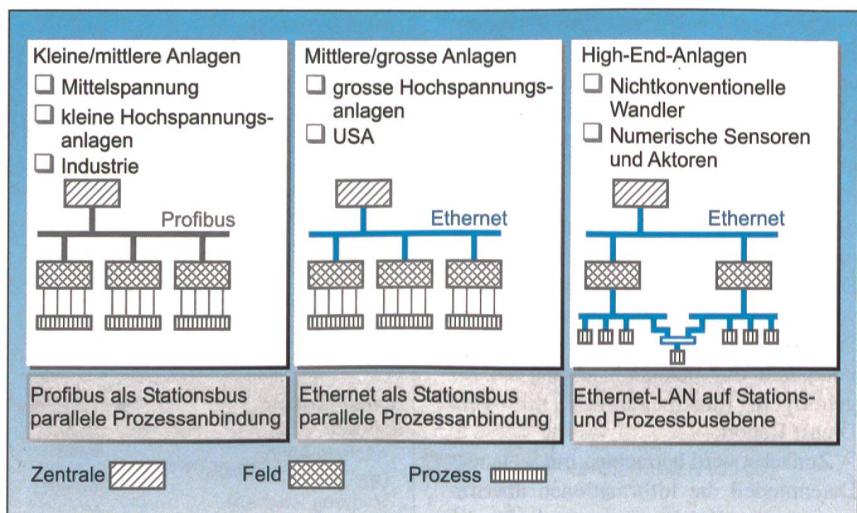 Kleine/mittlere Anlagen
Mittelspannung
kleine Hochspannungs-
anlagen
Industrie
Profibus
Profibus als Stationsbus
parallele Prozessanbindung
Mittlere/grosse Anlagen
grosse Hochspannungs-
anlagen
USA
Ethernet
Ethernet als Stationsbus
parallele Prozessanbindung
High-End-Anlagen
Nichtkonventionelle
Wandler
Numerische Sensoren
und Aktoren
Ethernet
Ethernet-LAN auf Stations-
und Prozessbusebene
Zentrale
Feld
Prozess